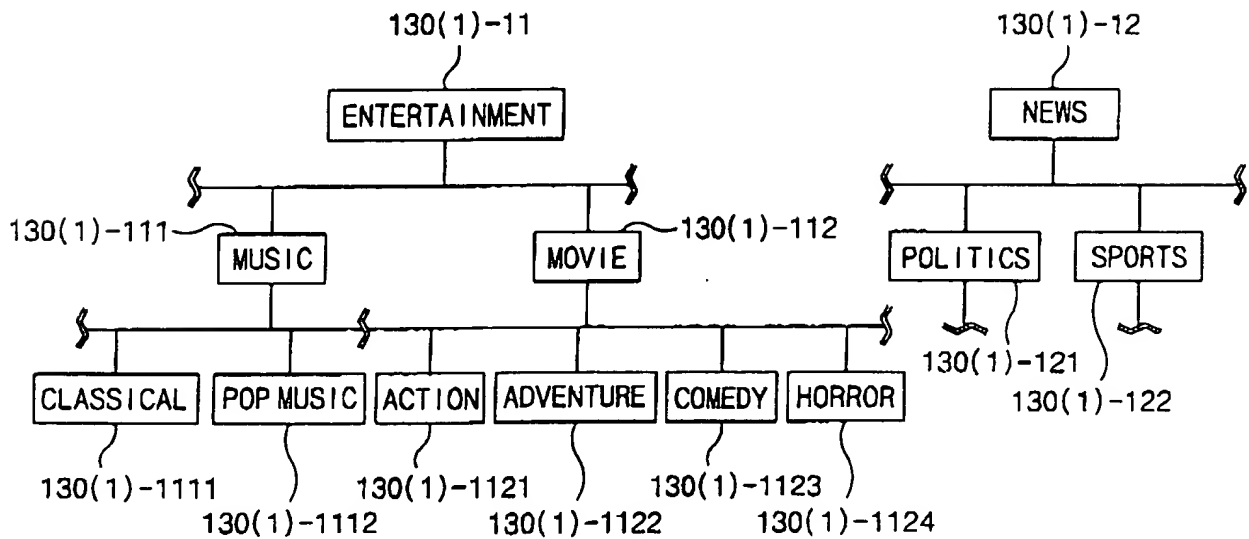 130(1)-11
130(1)-12
ENTERTAINMENT
NEWS
130(1)-111
130(1)-112
MUSIC
MOVIE
POLITICS
SPORTS
130(1)-121
130(1)-122
CLASSICAL
POP MUSIC
ACTION
ADVENTURE
COMEDY
HORROR
130(1)-1111
130(1)-1121
130(1)-1123
130(1)-1112
130(1)-1122
130(1)-1124